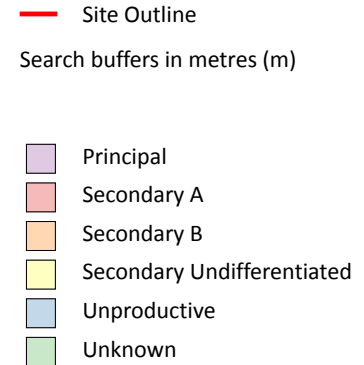 Site Outline
Search buffers in metres (m)
Principal
Secondary A
Secondary B
Secondary Undifferentiated
Unproductive
Unknown